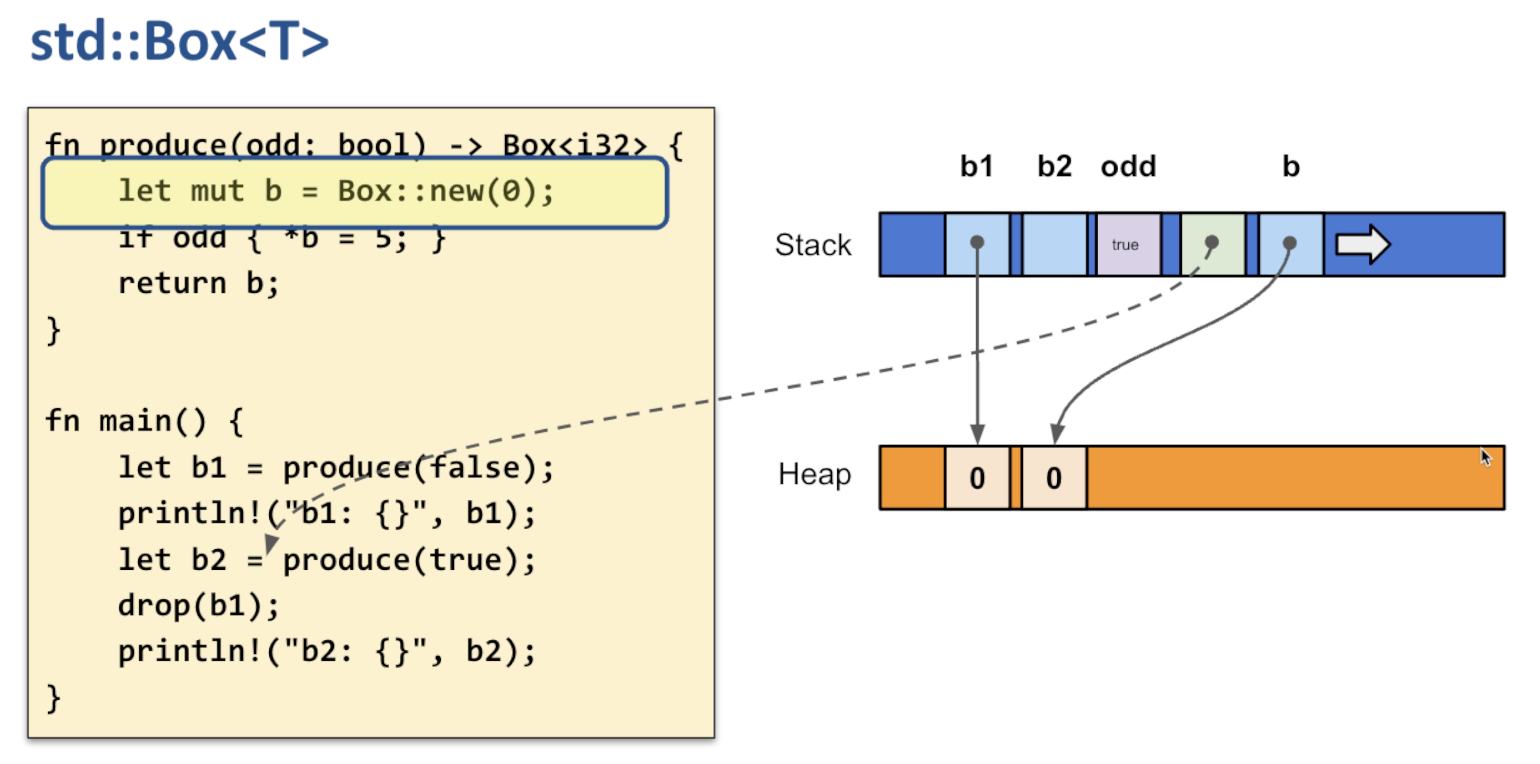 std::Box<T>
fn produce(odd: bool) -> Box<i32> {
let mut b = Box::new(0);
if odd { *b = 5; }
return b;
}
fn main() {
let b1 = produce(false);
println!("b1: {}", b1);
let b2 = produce(true);
drop(b1);
println!("b2: {}", b2);
}
b1 b2 odd b
Stack true
Heap 0 0